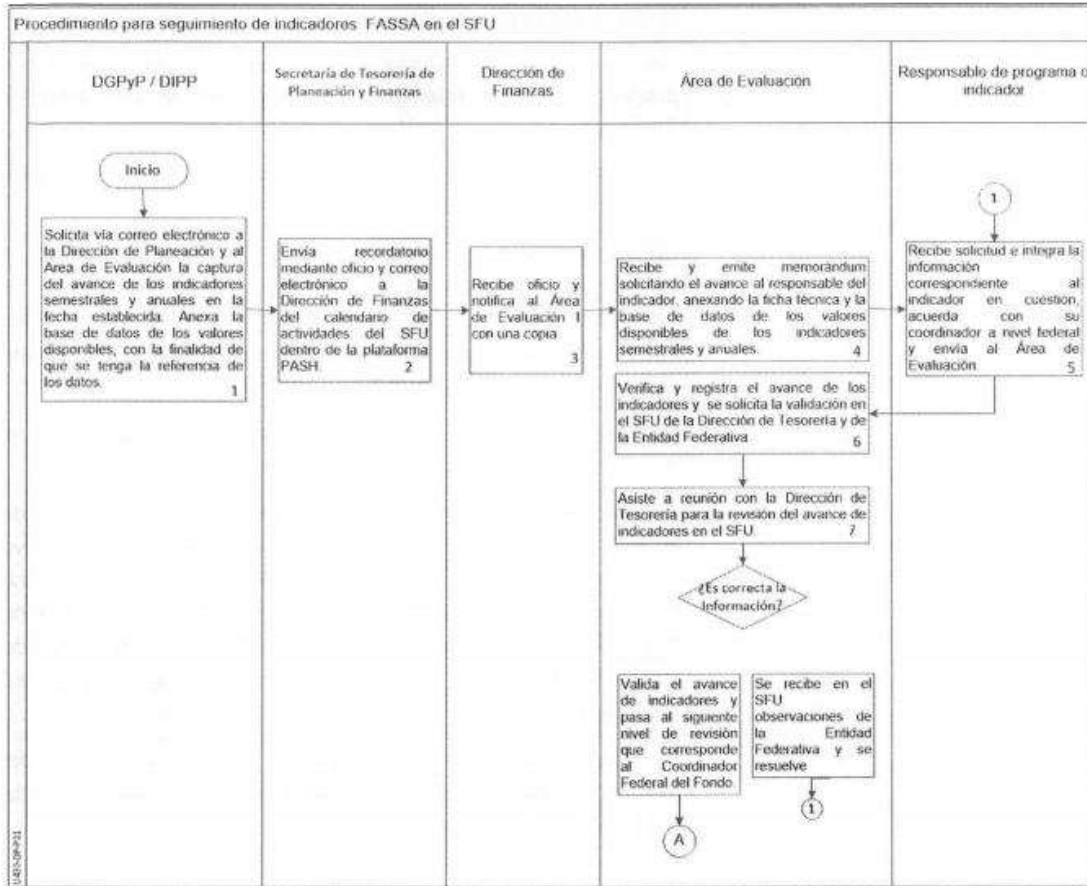 Procedimiento para seguimiento de indicadores FASSA en el SFU
DGPyP / DIPP
Secretaría de Tesorería de
Planeación y Finanzas
Dirección de
Finanzas
Área de Evaluación
Responsable de programa o
indicador
Inicio
Solicita vía correo electrónico a
la Dirección de Planeación y al
Área de Evaluación la captura
del avance de los indicadores
semestrales y anuales en la
fecha establecida. Anexa la
base de datos de los valores
disponibles, con la finalidad de
que se tenga la referencia de
los datos.
1
Envía recordatorio
mediante oficio y correo
electrónico a la
Dirección de Finanzas
del calendario de
actividades del SFU
dentro de la plataforma
PASH.
2
Recibe oficio y
notifica al Área
de Evaluación l
con una copia
3
Recibe y emite memorándum
solicitando el avance al responsable del
indicador, anexando la ficha técnica y la
base de datos de los valores
disponibles de los indicadores
semestrales y anuales.
4
1
Recibe solicitud e integra la
información
correspondiente al
indicador en cuestión,
acuerda con su
coordinador a nivel federal
y envía al Área de
Evaluación.
5
Verifica y registra el avance de los
indicadores y se solicita la validación en
el SFU de la Dirección de Tesorería y de
la Entidad Federativa
6
Asiste a reunión con la Dirección de
Tesorería para la revisión del avance de
indicadores en el SFU.
7
¿Es correcta la
Información?
Valida el avance
de indicadores y
pasa al siguiente
nivel de revisión
que corresponde
al Coordinador
Federal del Fondo.
A
Se recibe en el
SFU
observaciones de
la Entidad
Federativa y se
resuelve
1